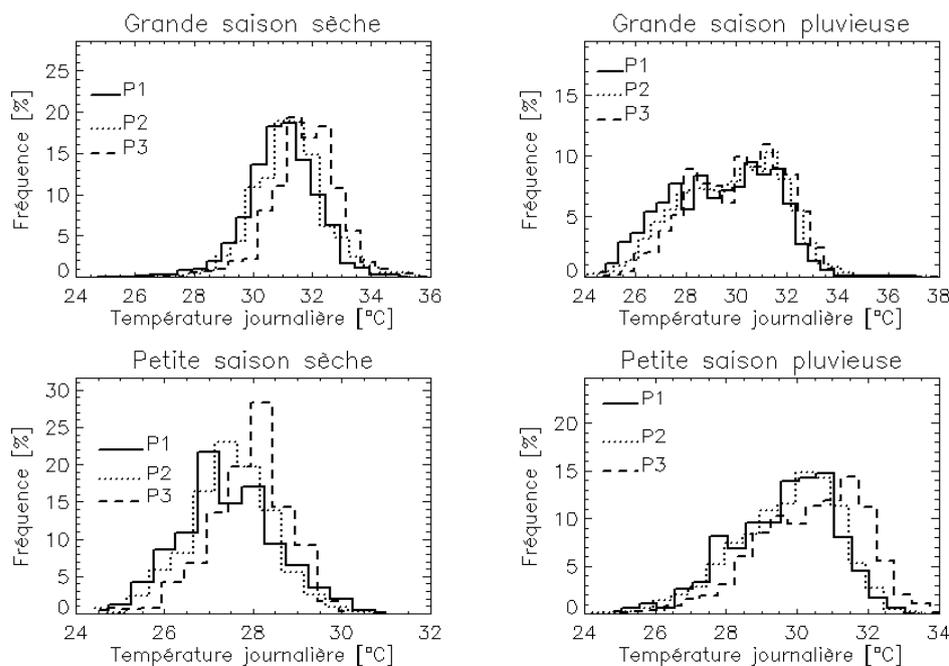 Grande saison sèche
Fréquence [%]
25
20
15
10
5
0
P1
P2
P3
24 26 28 30 32 34 36
Température journalière [°C]
Grande saison pluvieuse
Fréquence [%]
15
10
5
0
P1
P2
P3
24 26 28 30 32 34 36 38
Température journalière [°C]
Petite saison sèche
Fréquence [%]
30
25
20
15
10
5
0
P1
P2
P3
24 26 28 30 32
Température journalière [°C]
Petite saison pluvieuse
Fréquence [%]
20
15
10
5
0
P1
P2
P3
24 26 28 30 32 34
Température journalière [°C]